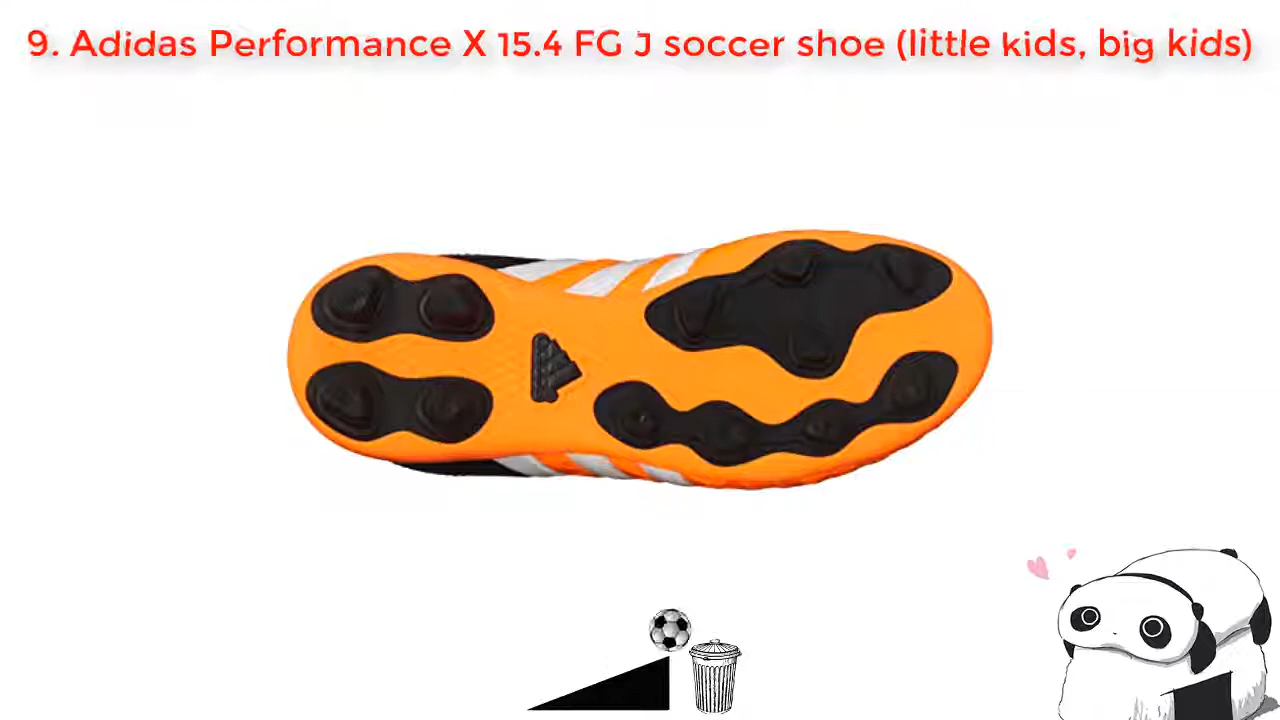 9. Adidas Performance X 15.4 FG J soccer shoe (little kids, big kids)